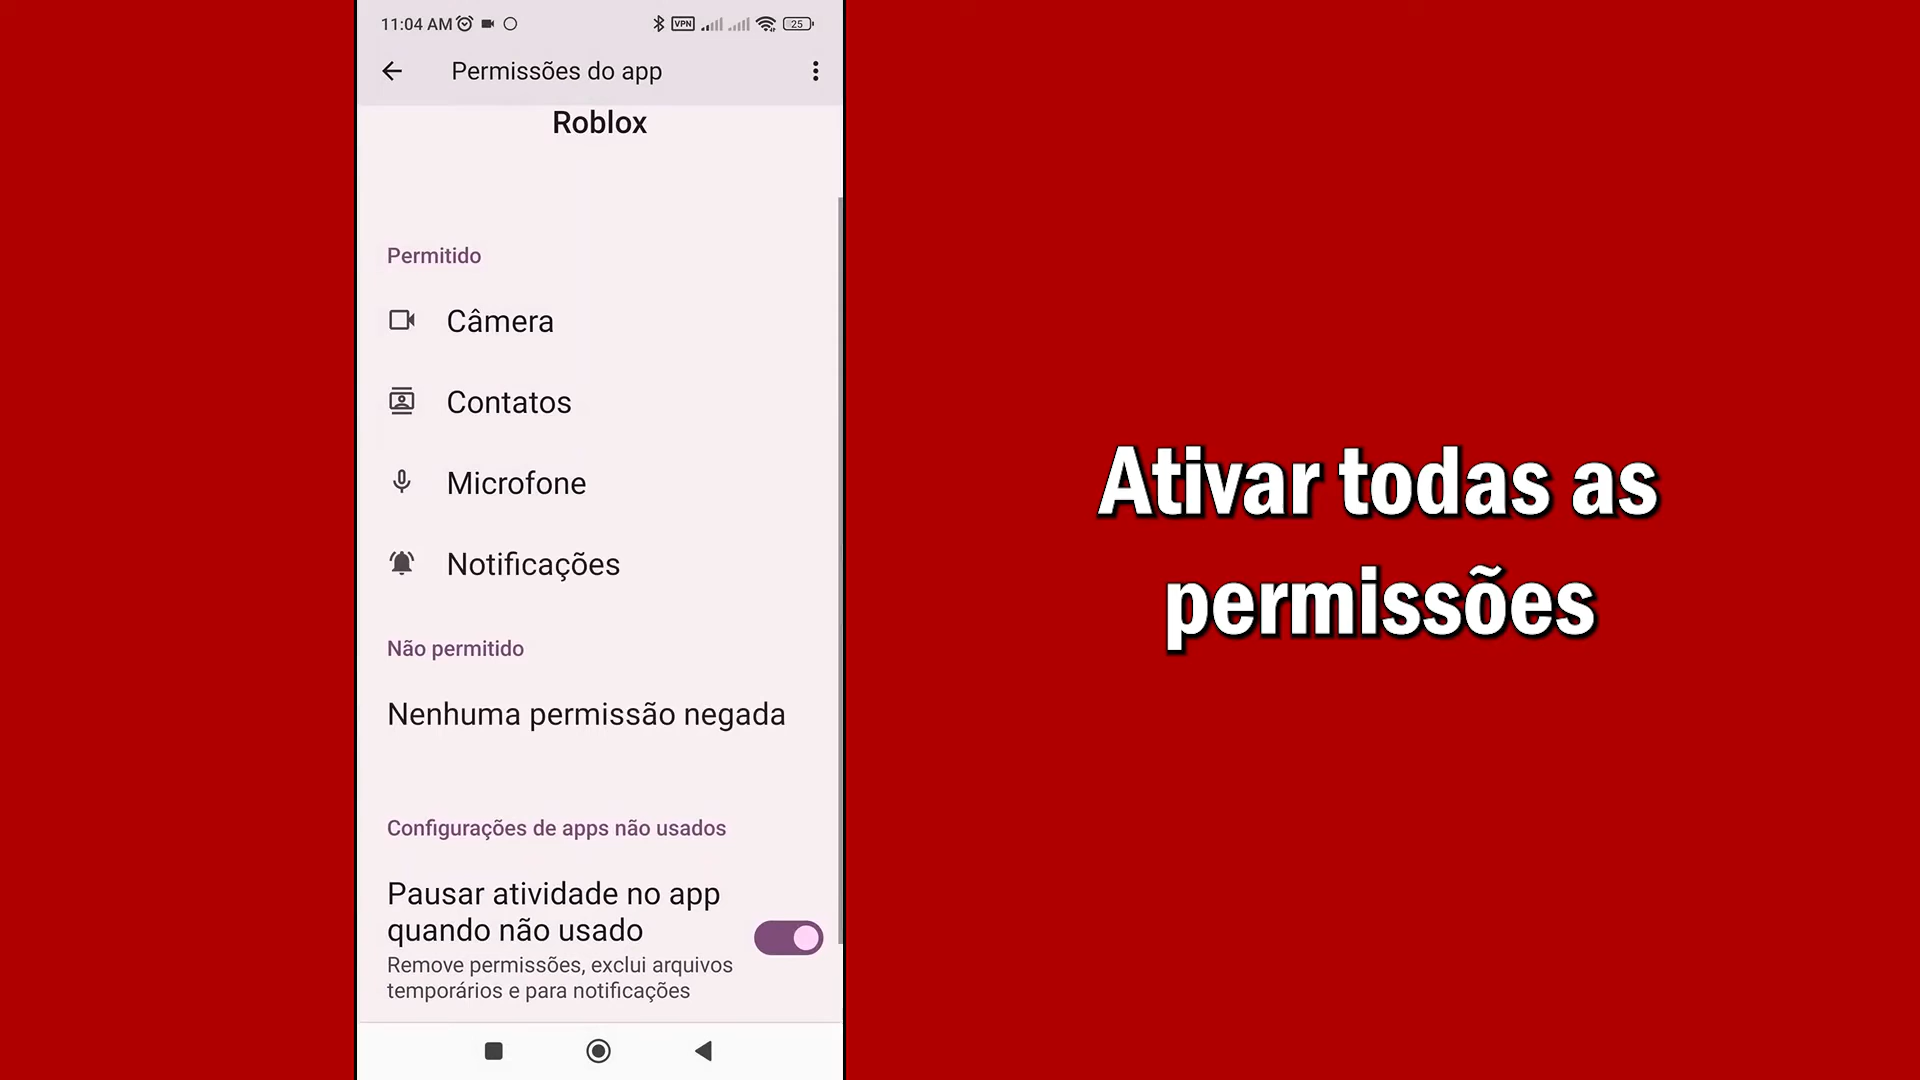 11:04 AM
VPN
25
Permissões do app
Roblox
Permitido
Câmera
Contatos
Microfone
Notificações
Não permitido
Nenhuma permissão negada
Configurações de apps não usados
Pausar atividade no app
quando não usado
Remove permissões, exclui arquivos
temporários e para notificações
Ativar todas as
permissões